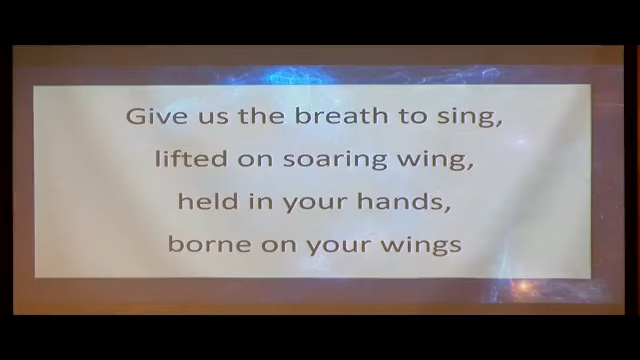 Give us the breath to sing,
lifted on soaring wing,
held in your hands,
borne on your wings